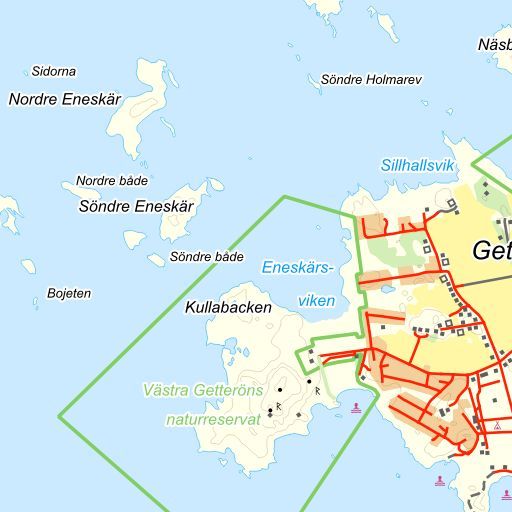 Näsb
Sidorna
Söndre Holmarev
Nordre Eneskär
Sillhallsvik
Nordre både
Söndre Eneskär
Get
Söndre både
Eneskärs-
viken
Bojeten
Kullabacken
Västra Getteröns
naturreservat
R
R